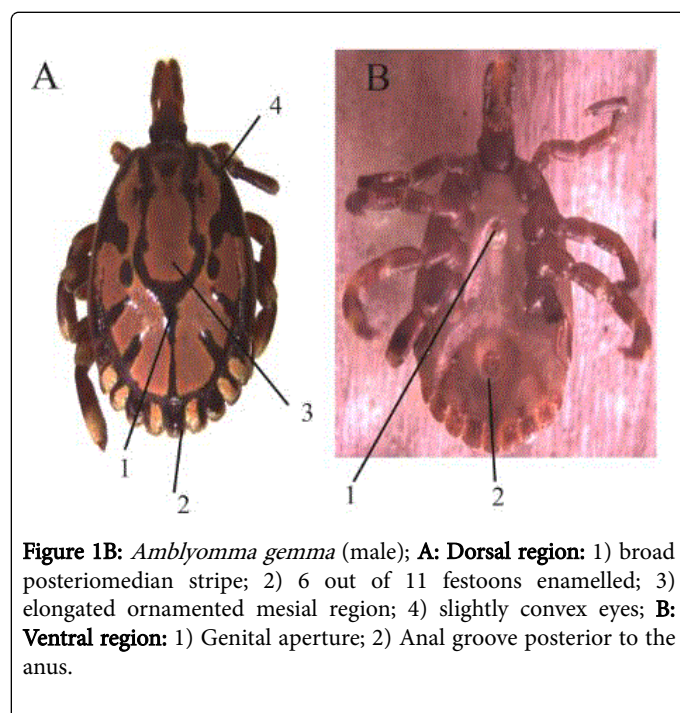 A
B
4
3
1
2
1
2
Figure 1B: Amblyomma gemma (male); A: Dorsal region: 1) broad
posteriomedian stripe; 2) 6 out of 11 festoons enamelled; 3)
elongated ornamented mesial region; 4) slightly convex eyes; B:
Ventral region: 1) Genital aperture; 2) Anal groove posterior to the
anus.